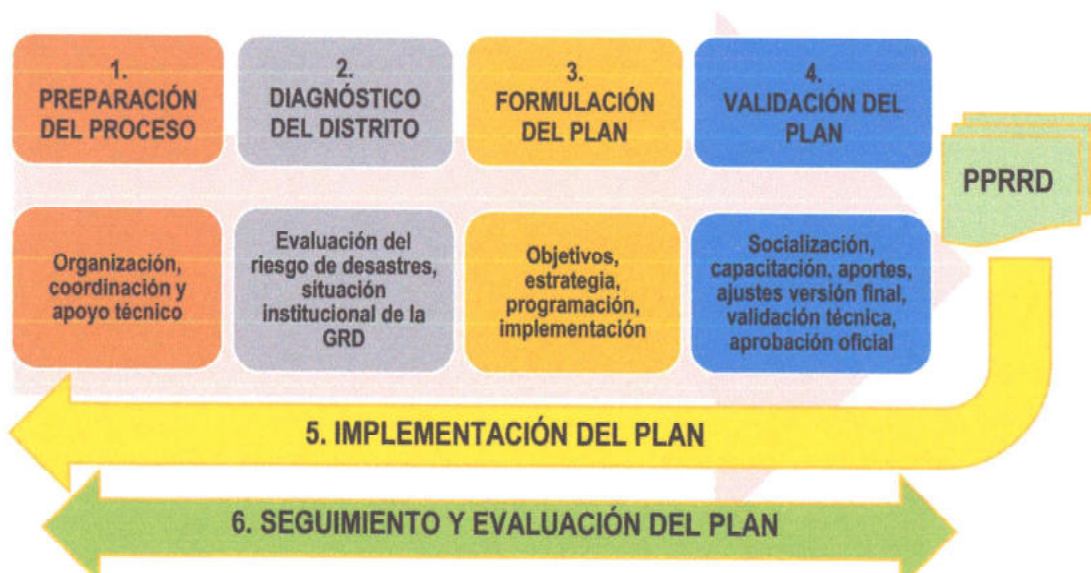 1.
PREPARACIÓN
DEL PROCESO
2.
DIAGNÓSTICO
DEL DISTRITO
3.
FORMULACIÓN
DEL PLAN
4.
VALIDACIÓN DEL
PLAN
PPRRD
Organización,
coordinación y
apoyo técnico
Evaluación del
riesgo de desastres,
situación
institucional de la
GRD
Objetivos,
estrategia,
programación,
implementación
Socialización,
capacitación, aportes,
ajustes versión final,
validación técnica,
aprobación oficial
5. IMPLEMENTACIÓN DEL PLAN
6. SEGUIMIENTO Y EVALUACIÓN DEL PLAN